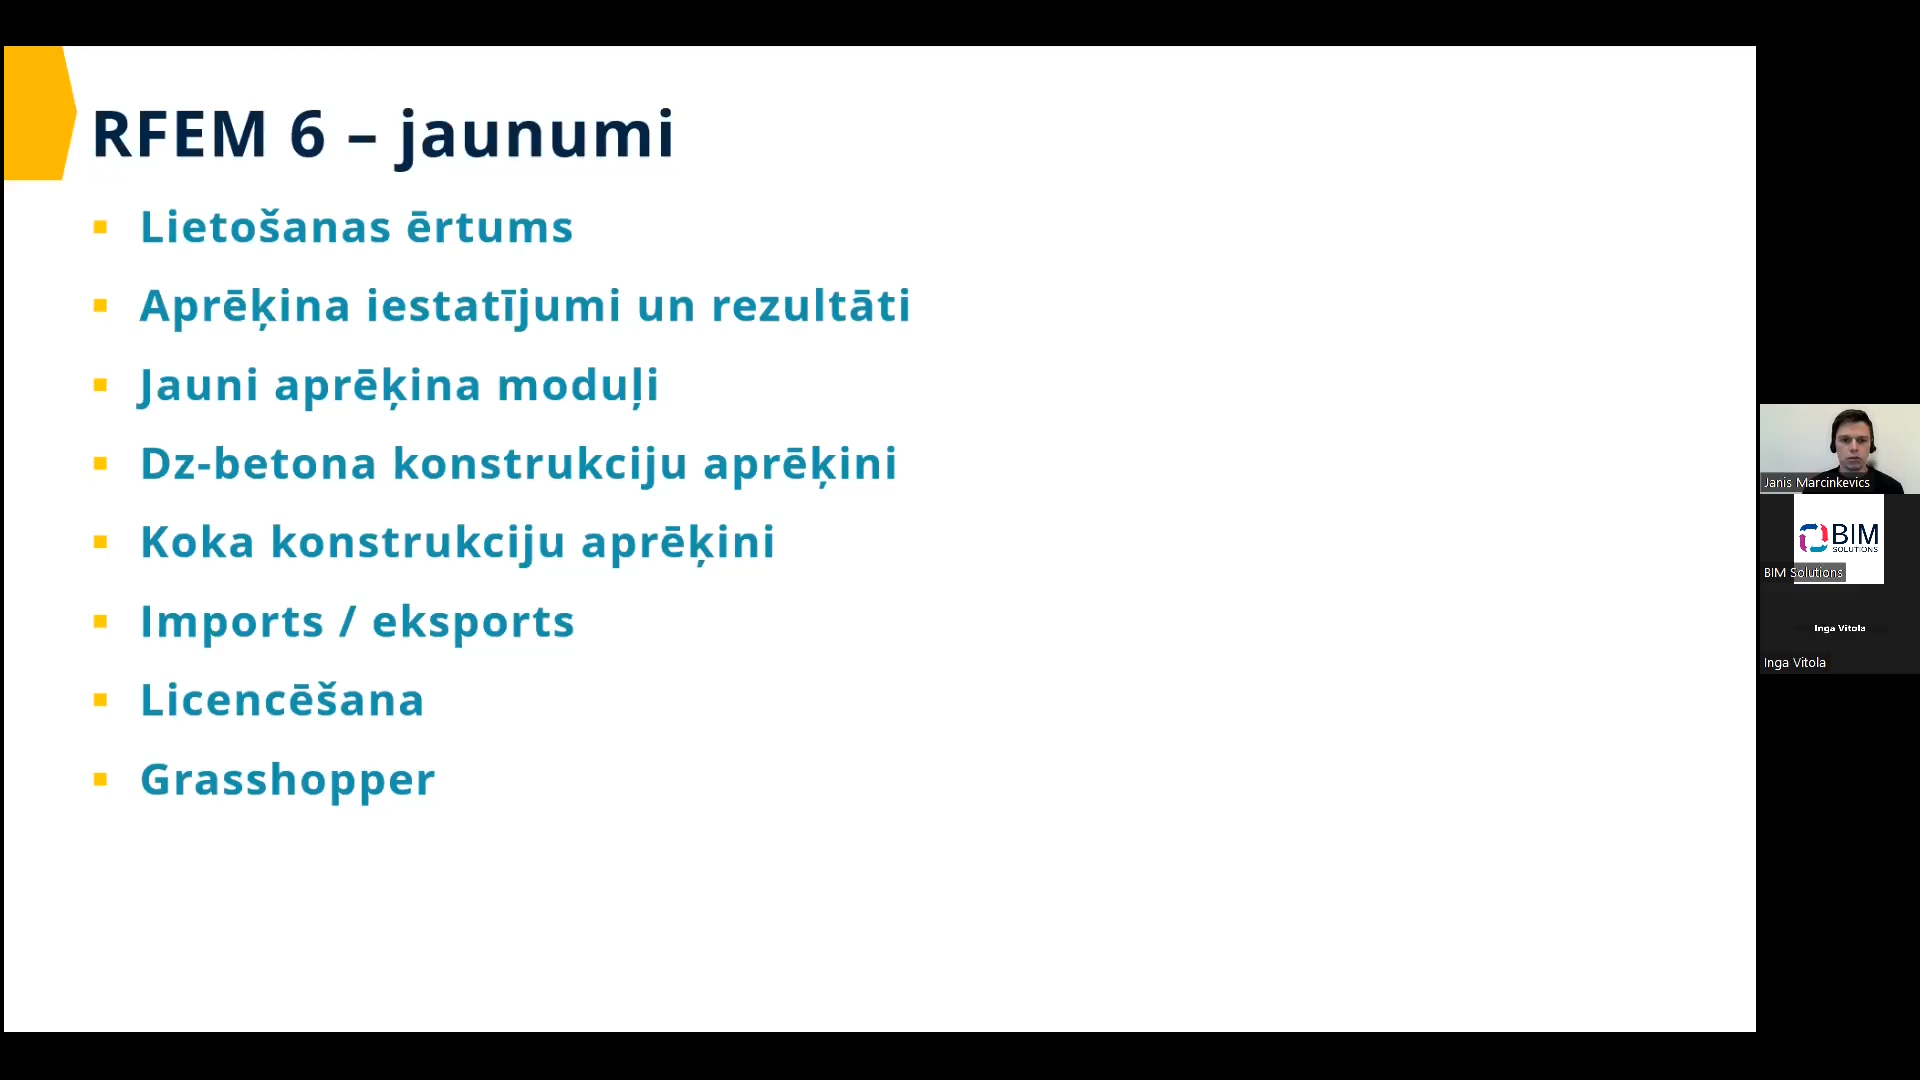 RFEM 6 – jaunumi
Lietošanas ērtums
Aprēķina iestatījumi un rezultāti
Jauni aprēķina moduļi
Dz-betona konstrukciju aprēķini
Koka konstrukciju aprēķini
Imports / eksports
Licencēšana
Grasshopper
Janis Marcinkevics
BIM
SOLUTIONS
BIM Solutions
Inga Vitola
Inga Vitola